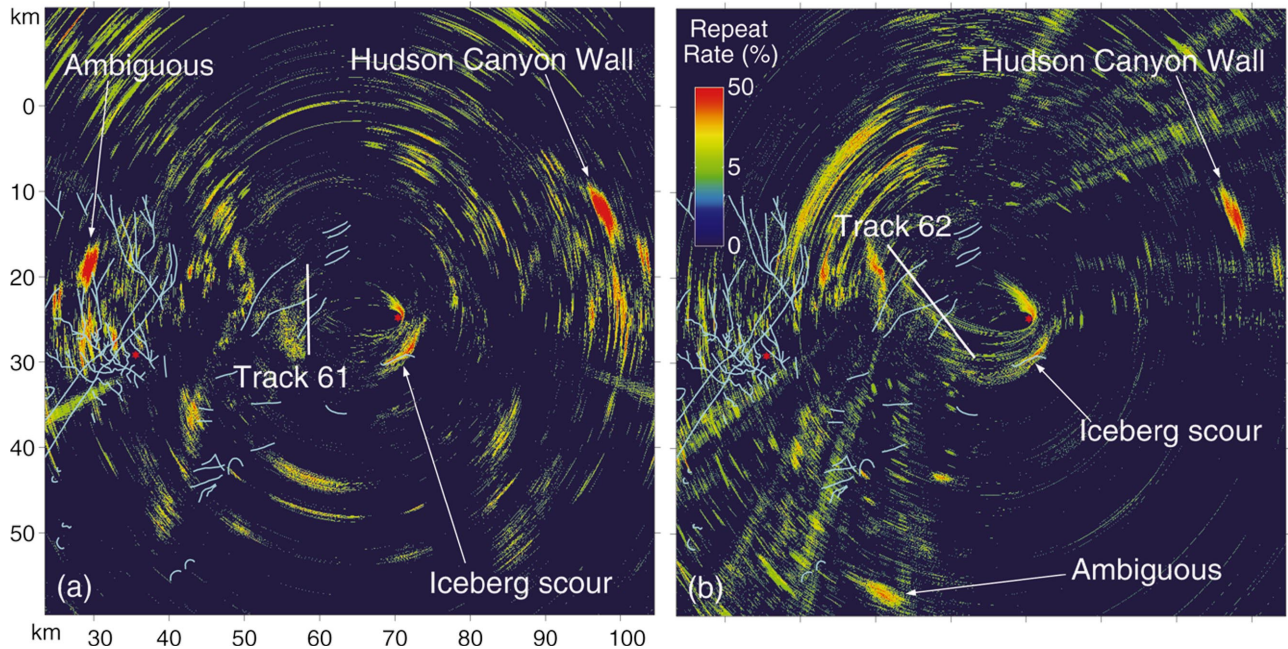 Ambiguous
Hudson Canyon Wall
0
10
20
30
40
50
km
Track 61
Iceberg scour
(a)
km
30
40
50
60
70
80
90
100
Repeat
Rate (%)
50
5
0
Hudson Canyon Wall
Track 62
Iceberg scour
Ambiguous
(b)